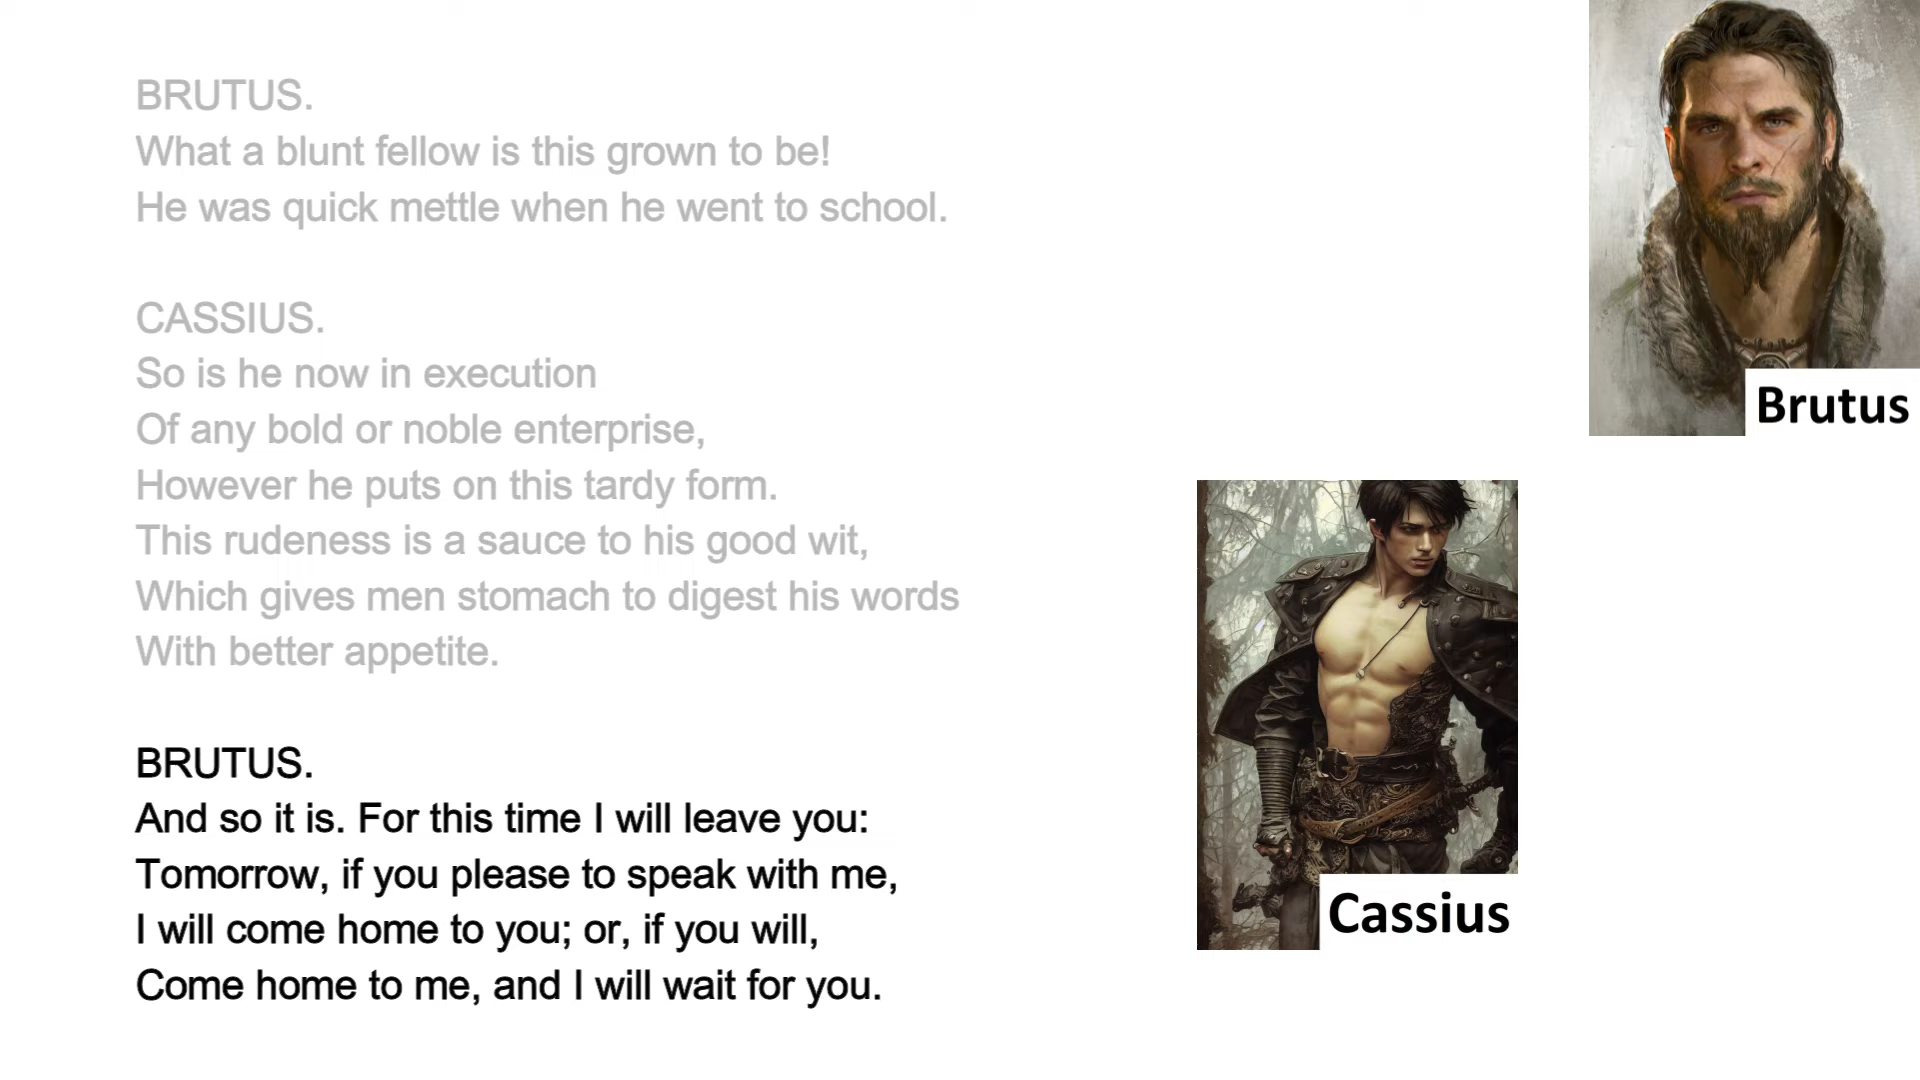 BRUTUS.
What a blunt fellow is this grown to be!
He was quick mettle when he went to school.
CASSIUS.
So is he now in execution
Of any bold or noble enterprise,
However he puts on this tardy form.
This rudeness is a sauce to his good wit,
Which gives men stomach to digest his words
With better appetite.
BRUTUS.
And so it is. For this time I will leave you:
Tomorrow, if you please to speak with me,
I will come home to you; or, if you will,
Come home to me, and I will wait for you.
Brutus
Cassius